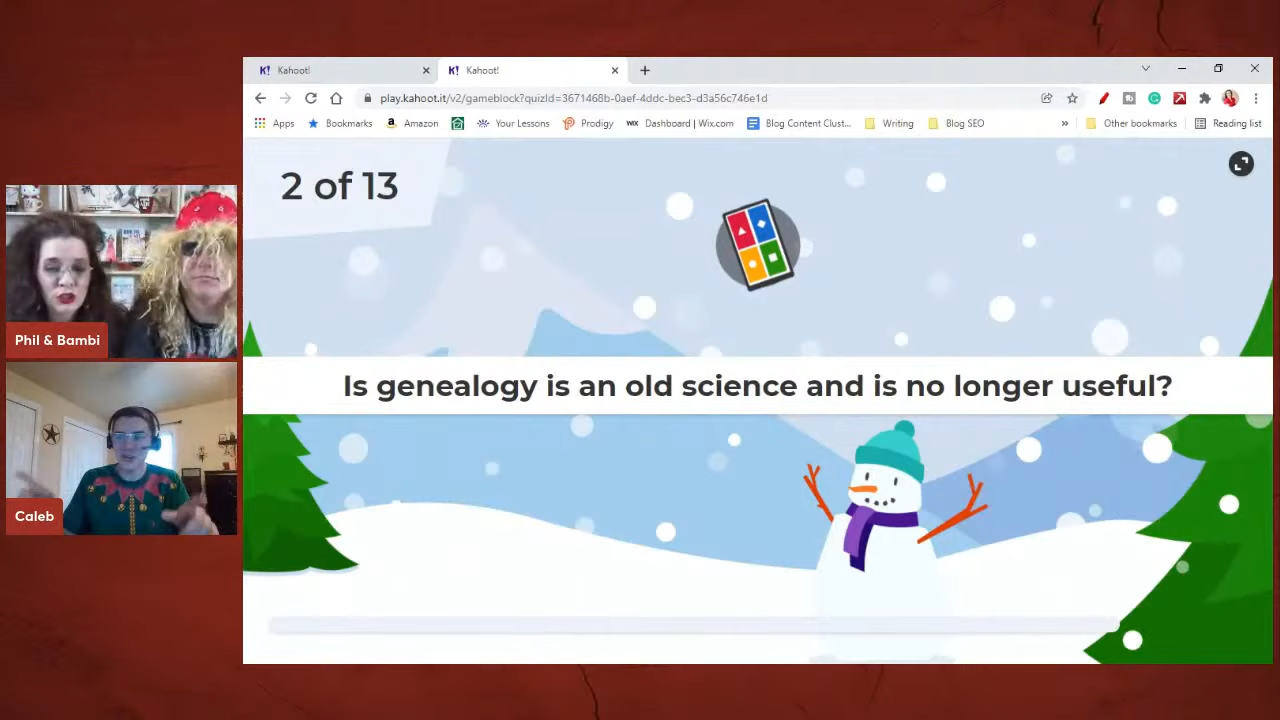 K! Kahoot!
K! Kahoot!
play.kahoot.it/v2/gameblock?quizId=3671468b-0aef-4ddc-bec3-d3a56c746e1d
Apps Bookmarks a Amazon Your Lessons Prodigy WIX Dashboard | Wix.com Blog Content Clust... Writing Blog SEO » Other bookmarks Reading list
2 of 13
Is genealogy is an old science and is no longer useful?
Phil & Bambi
Caleb